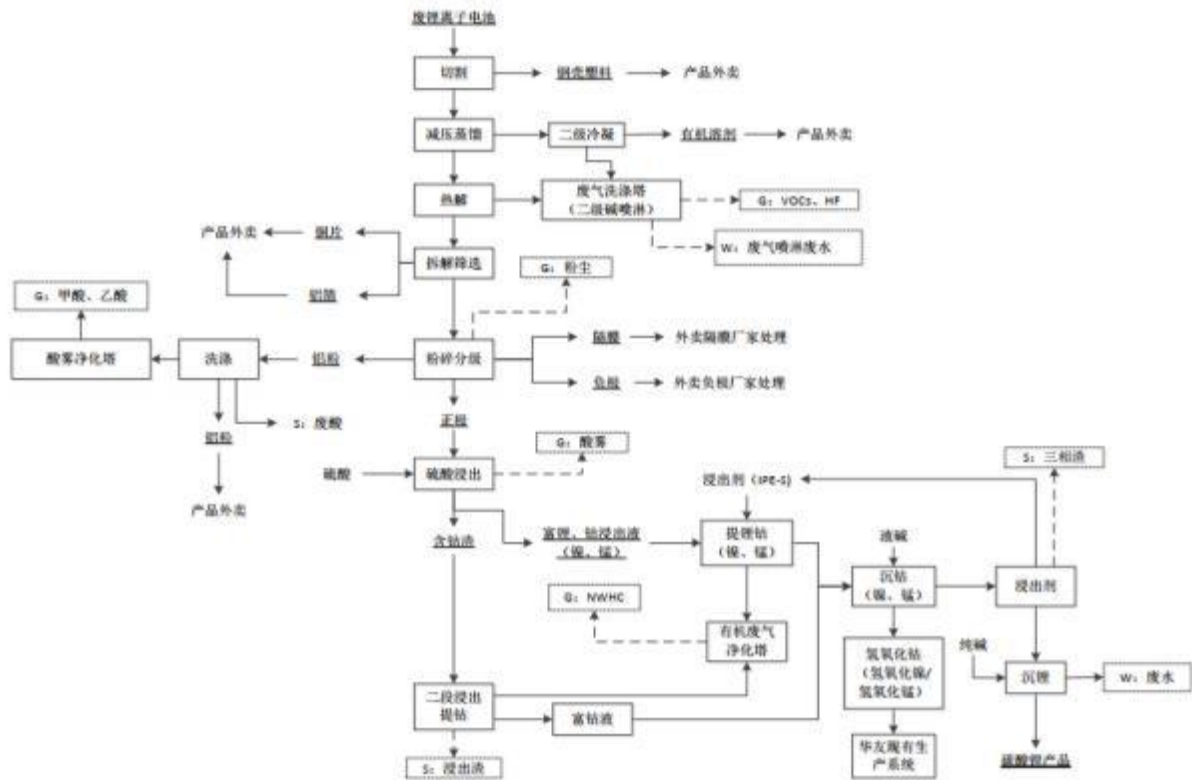 废锂离子电池
切割
钢壳塑料
产品外卖
减压蒸馏
二级冷凝
有机溶剂
产品外卖
热解
废气洗涤塔
（二级碱喷淋）
G：VOCs、HF
W：废气喷淋废水
产品外卖
铜片
拆解筛选
铝箔
G：粉尘
G：甲酸、乙酸
酸雾净化塔
洗涤
铝粉
粉碎分级
隔膜
外卖隔膜厂家处理
负极
外卖负极厂家处理
S：废酸
铝粉
产品外卖
正极
硫酸
硫酸浸出
G：酸雾
S：三相渣
浸出剂（IPE-S)
含钴渣
富锂、钴浸出液
（镍、锰）
提锂钴
（镍、锰）
液碱
沉钴
（镍、锰）
浸出剂
G：NWHC
有机废气
净化塔
氢氧化钴
（氢氧化镍/
氢氧化锰）
纯碱
沉锂
W：废水
二段浸出
提钴
富钴液
S：浸出渣
华友现有生
产系统
产品